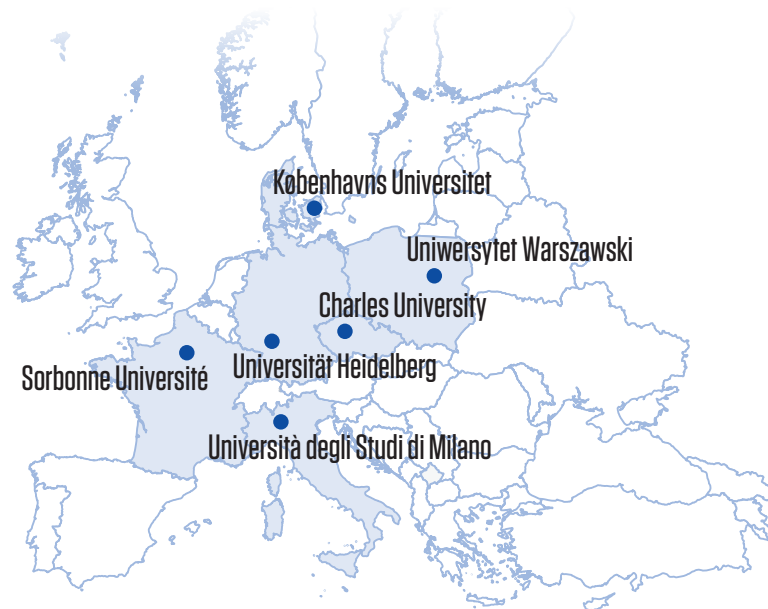 Københavns Universitet
Uniwersytet Warszawski
Charles University
Universität Heidelberg
Sorbonne Université
Università degli Studi di Milano